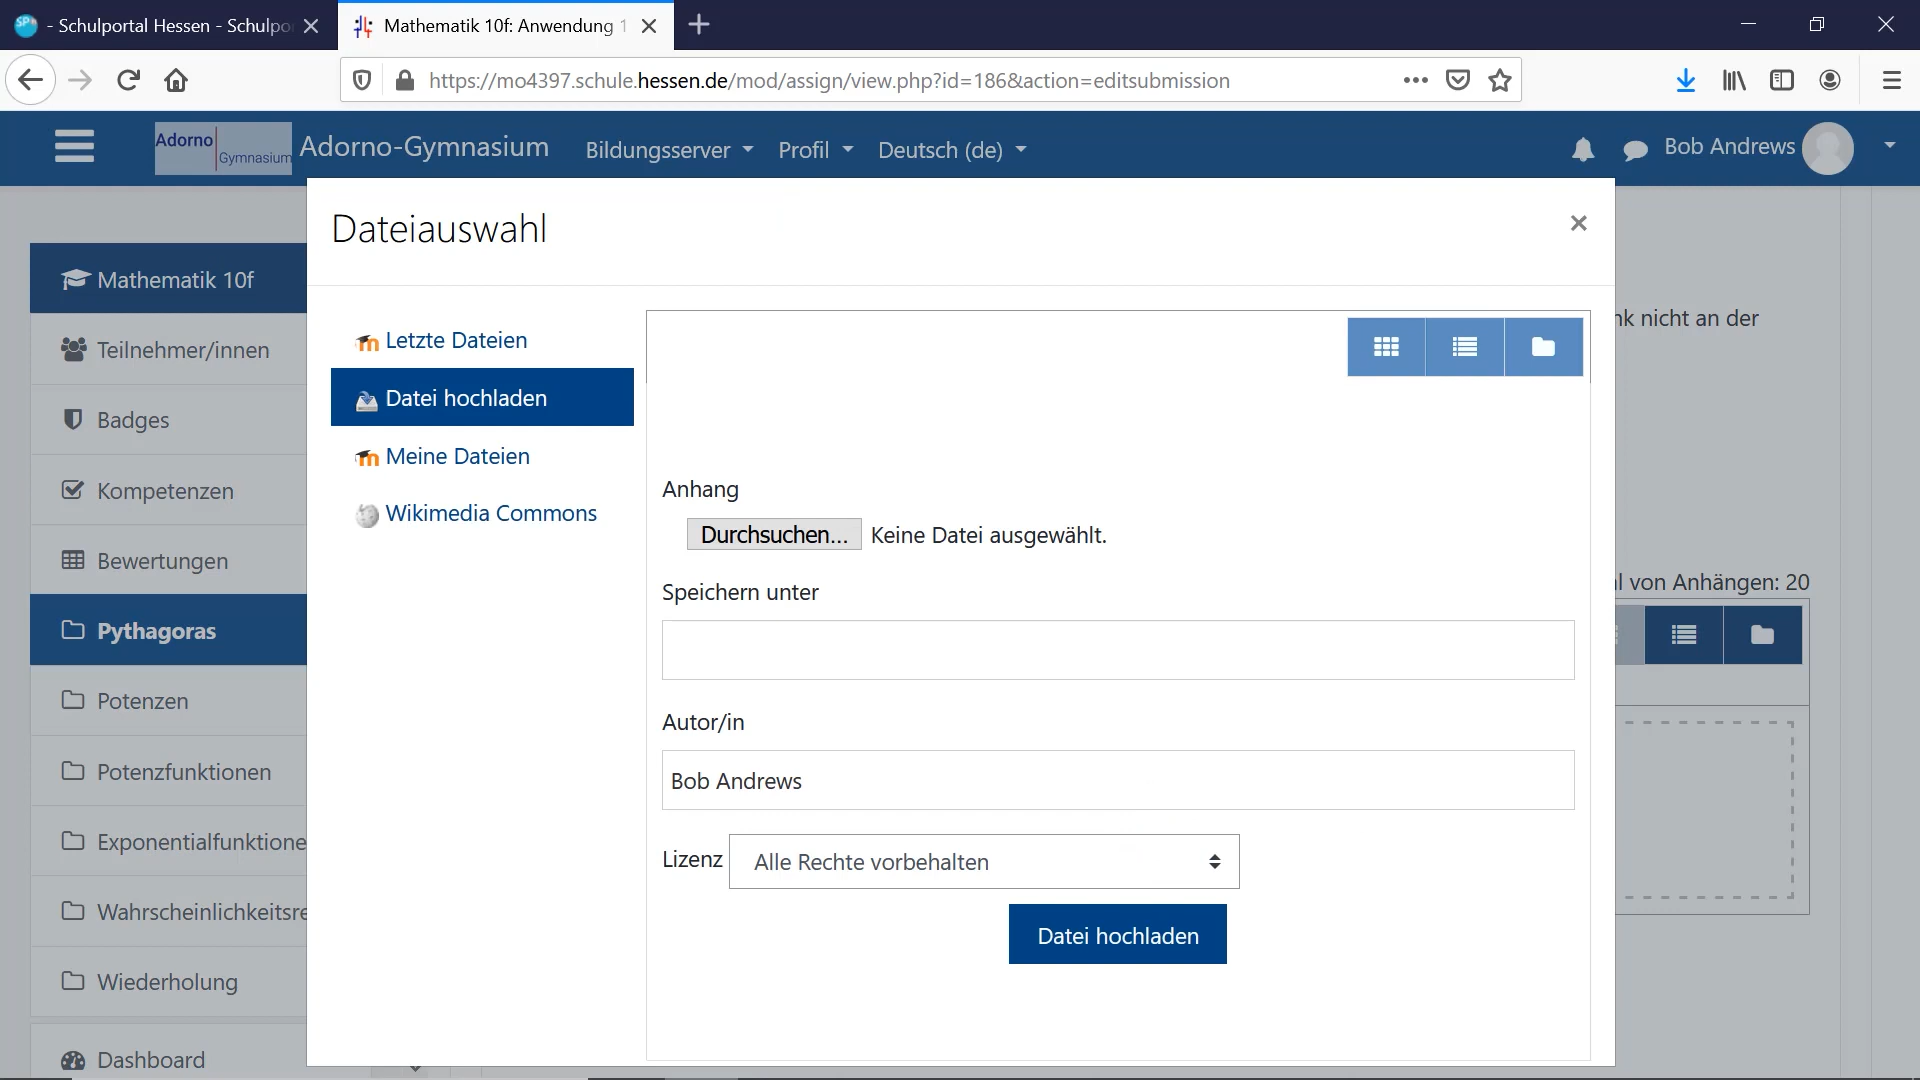 - Schulportal Hessen - Schulpo
Mathematik 10f: Anwendung 1
https://mo4397.schule.hessen.de/mod/assign/view.php?id=186&action=editsubmission
Adorno
Gymnasium
Adorno-Gymnasium
Bildungsserver
Profil
Deutsch (de)
Bob Andrews
Dateiauswahl
×
Mathematik 10f
Teilnehmer/innen
Badges
Kompetenzen
Bewertungen
Pythagoras
Potenzen
Potenzfunktionen
Exponentialfunktione
Wahrscheinlichkeitsre
Wiederholung
Dashboard
Letzte Dateien
Datei hochladen
Meine Dateien
Wikimedia Commons
Anhang
Durchsuchen... Keine Datei ausgewählt.
Speichern unter
Autor/in
Bob Andrews
Lizenz Alle Rechte vorbehalten
Datei hochladen
nicht an der
von Anhängen: 20